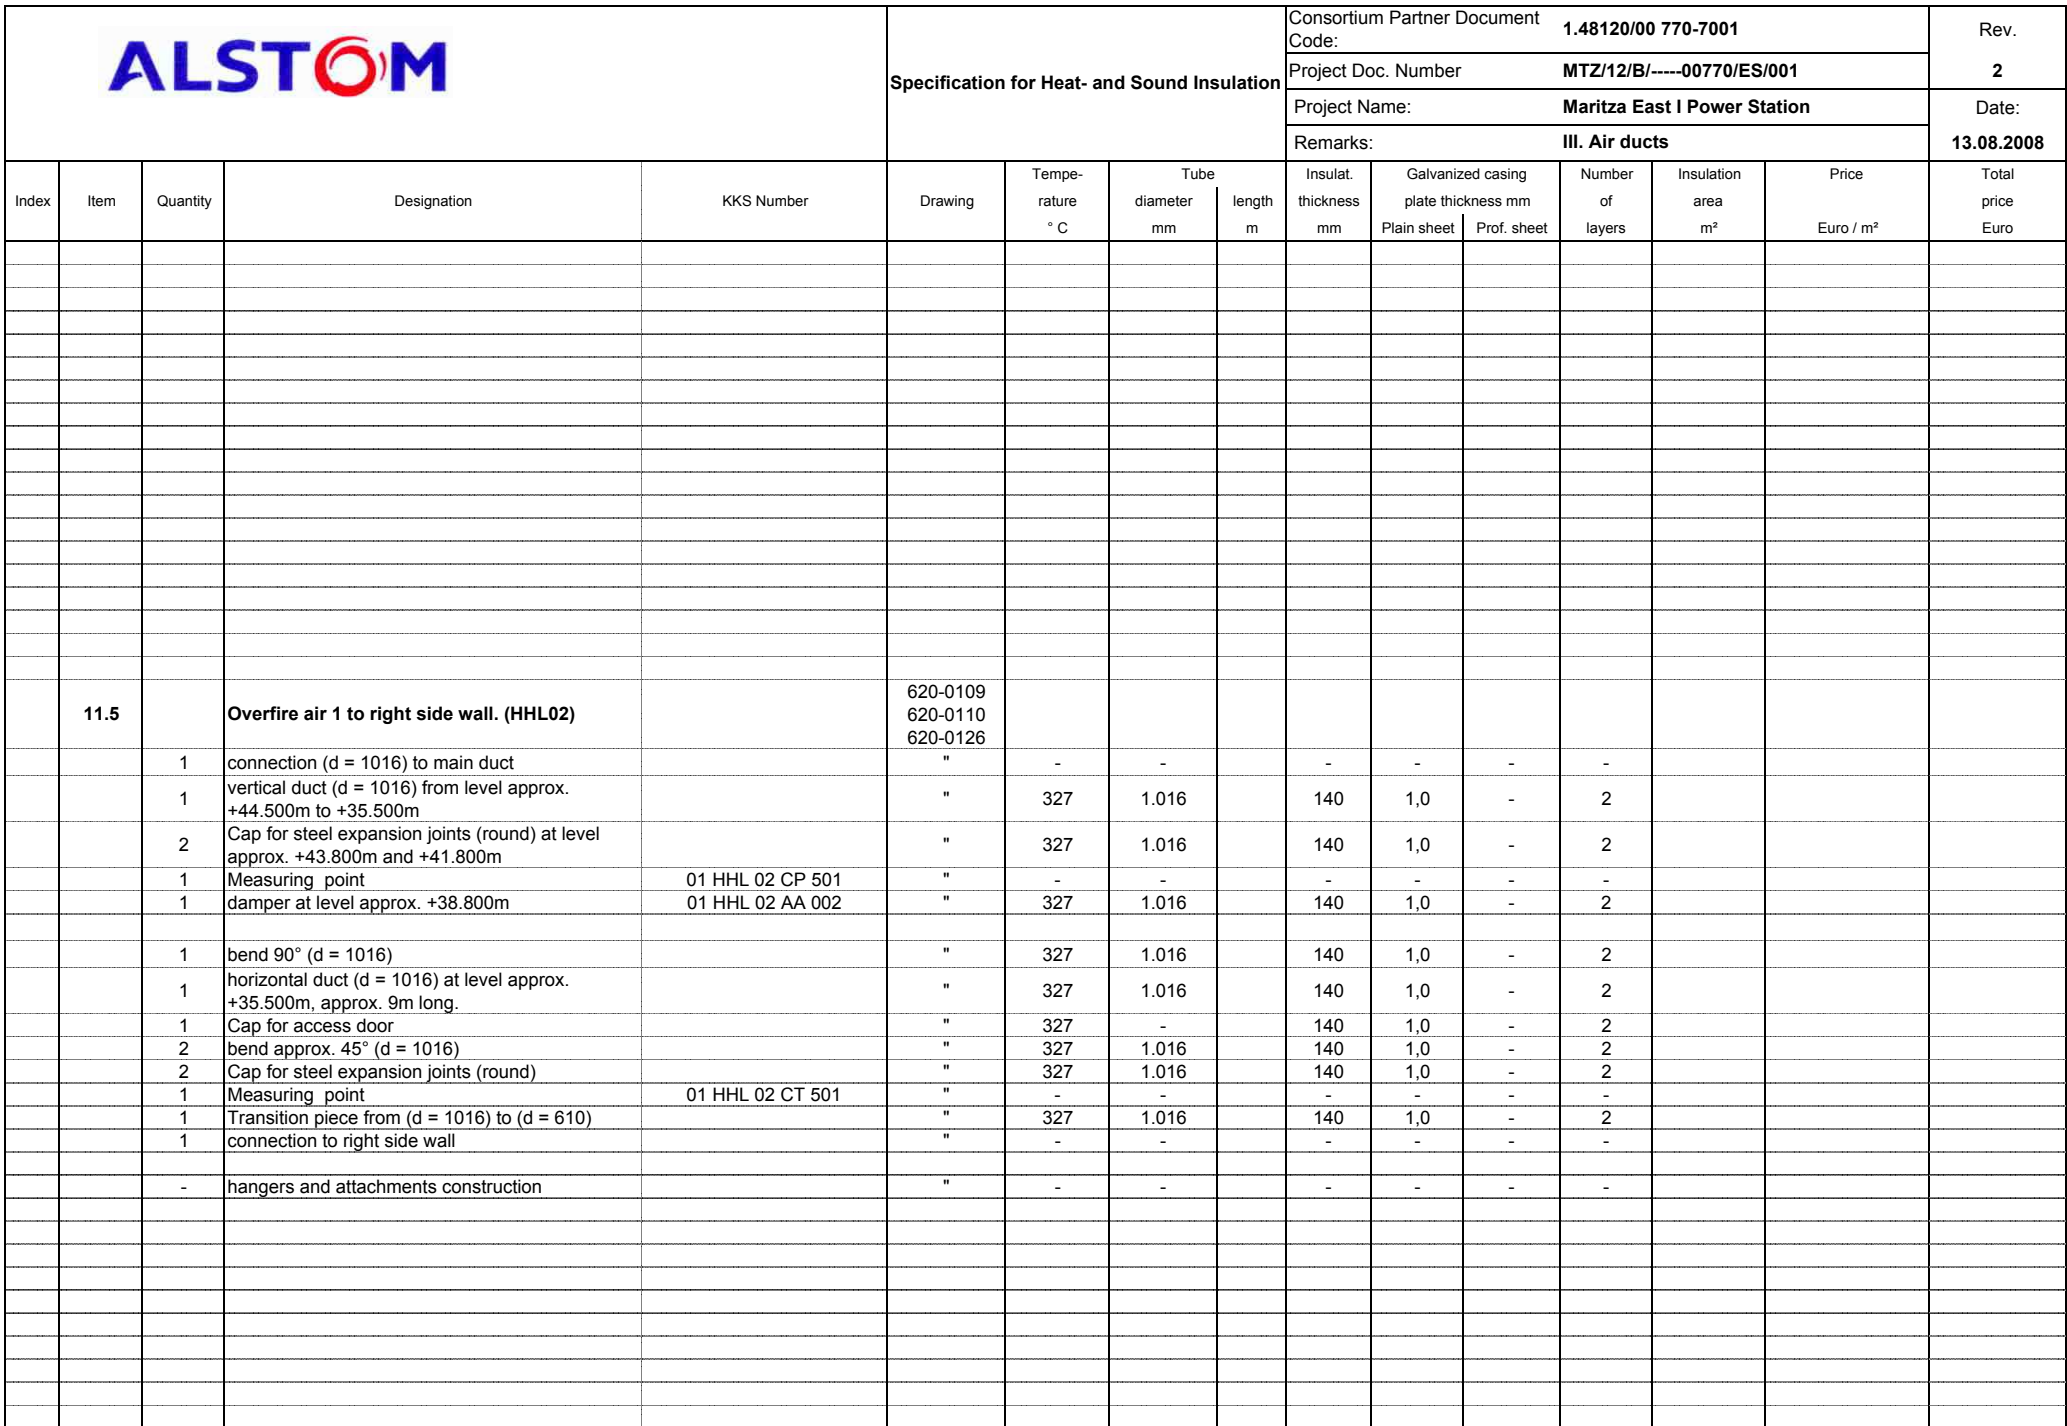 ALSTOM
Specification for Heat- and Sound Insulation
Consortium Partner Document Code: 1.48120/00 770-7001
Rev.
Project Doc. Number MTZ/12/B/-----00770/ES/001
2
Project Name: Maritza East I Power Station
Date:
Remarks: III. Air ducts
13.08.2008
Index Item Quantity Designation KKS Number Drawing Tempe- rature ° C Tube diameter mm length m Insulat. thickness mm Galvanized casing plate thickness mm Plain sheet Prof. sheet Number of layers Insulation area m² Price Euro / m² Total price Euro
11.5 Overfire air 1 to right side wall. (HHL02) 620-0109
620-0110
620-0126
1 connection (d = 1016) to main duct " - - - - - -
1 vertical duct (d = 1016) from level approx.
+44.500m to +35.500m " 327 1.016 140 1,0 - 2
2 Cap for steel expansion joints (round) at level
approx. +43.800m and +41.800m " 327 1.016 140 1,0 - 2
1 Measuring point 01 HHL 02 CP 501 " - - - - - -
1 damper at level approx. +38.800m 01 HHL 02 AA 002 " 327 1.016 140 1,0 - 2
1 bend 90° (d = 1016) " 327 1.016 140 1,0 - 2
1 horizontal duct (d = 1016) at level approx.
+35.500m, approx. 9m long. " 327 1.016 140 1,0 - 2
1 Cap for access door " 327 - 140 1,0 - 2
2 bend approx. 45° (d = 1016) " 327 1.016 140 1,0 - 2
2 Cap for steel expansion joints (round) " 327 1.016 140 1,0 - 2
1 Measuring point 01 HHL 02 CT 501 " - - - - - -
1 Transition piece from (d = 1016) to (d = 610) " 327 1.016 140 1,0 - 2
1 connection to right side wall " - - - - - -
- hangers and attachments construction " - - - - - -